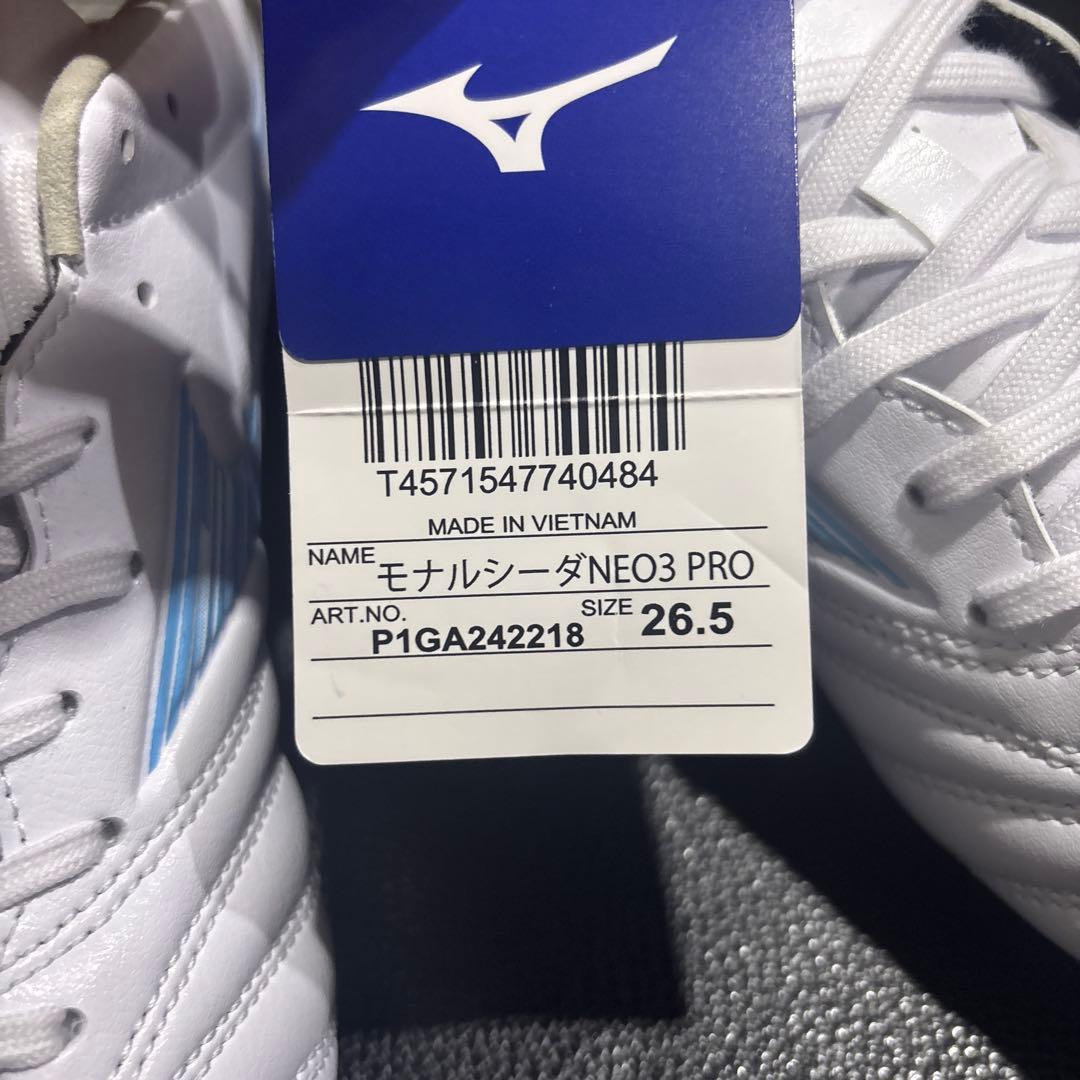 T4571547740484
MADE IN VIETNAM
NAME モナルシーダNEO3 PRO
ART.NO. P1GA242218 SIZE 26.5